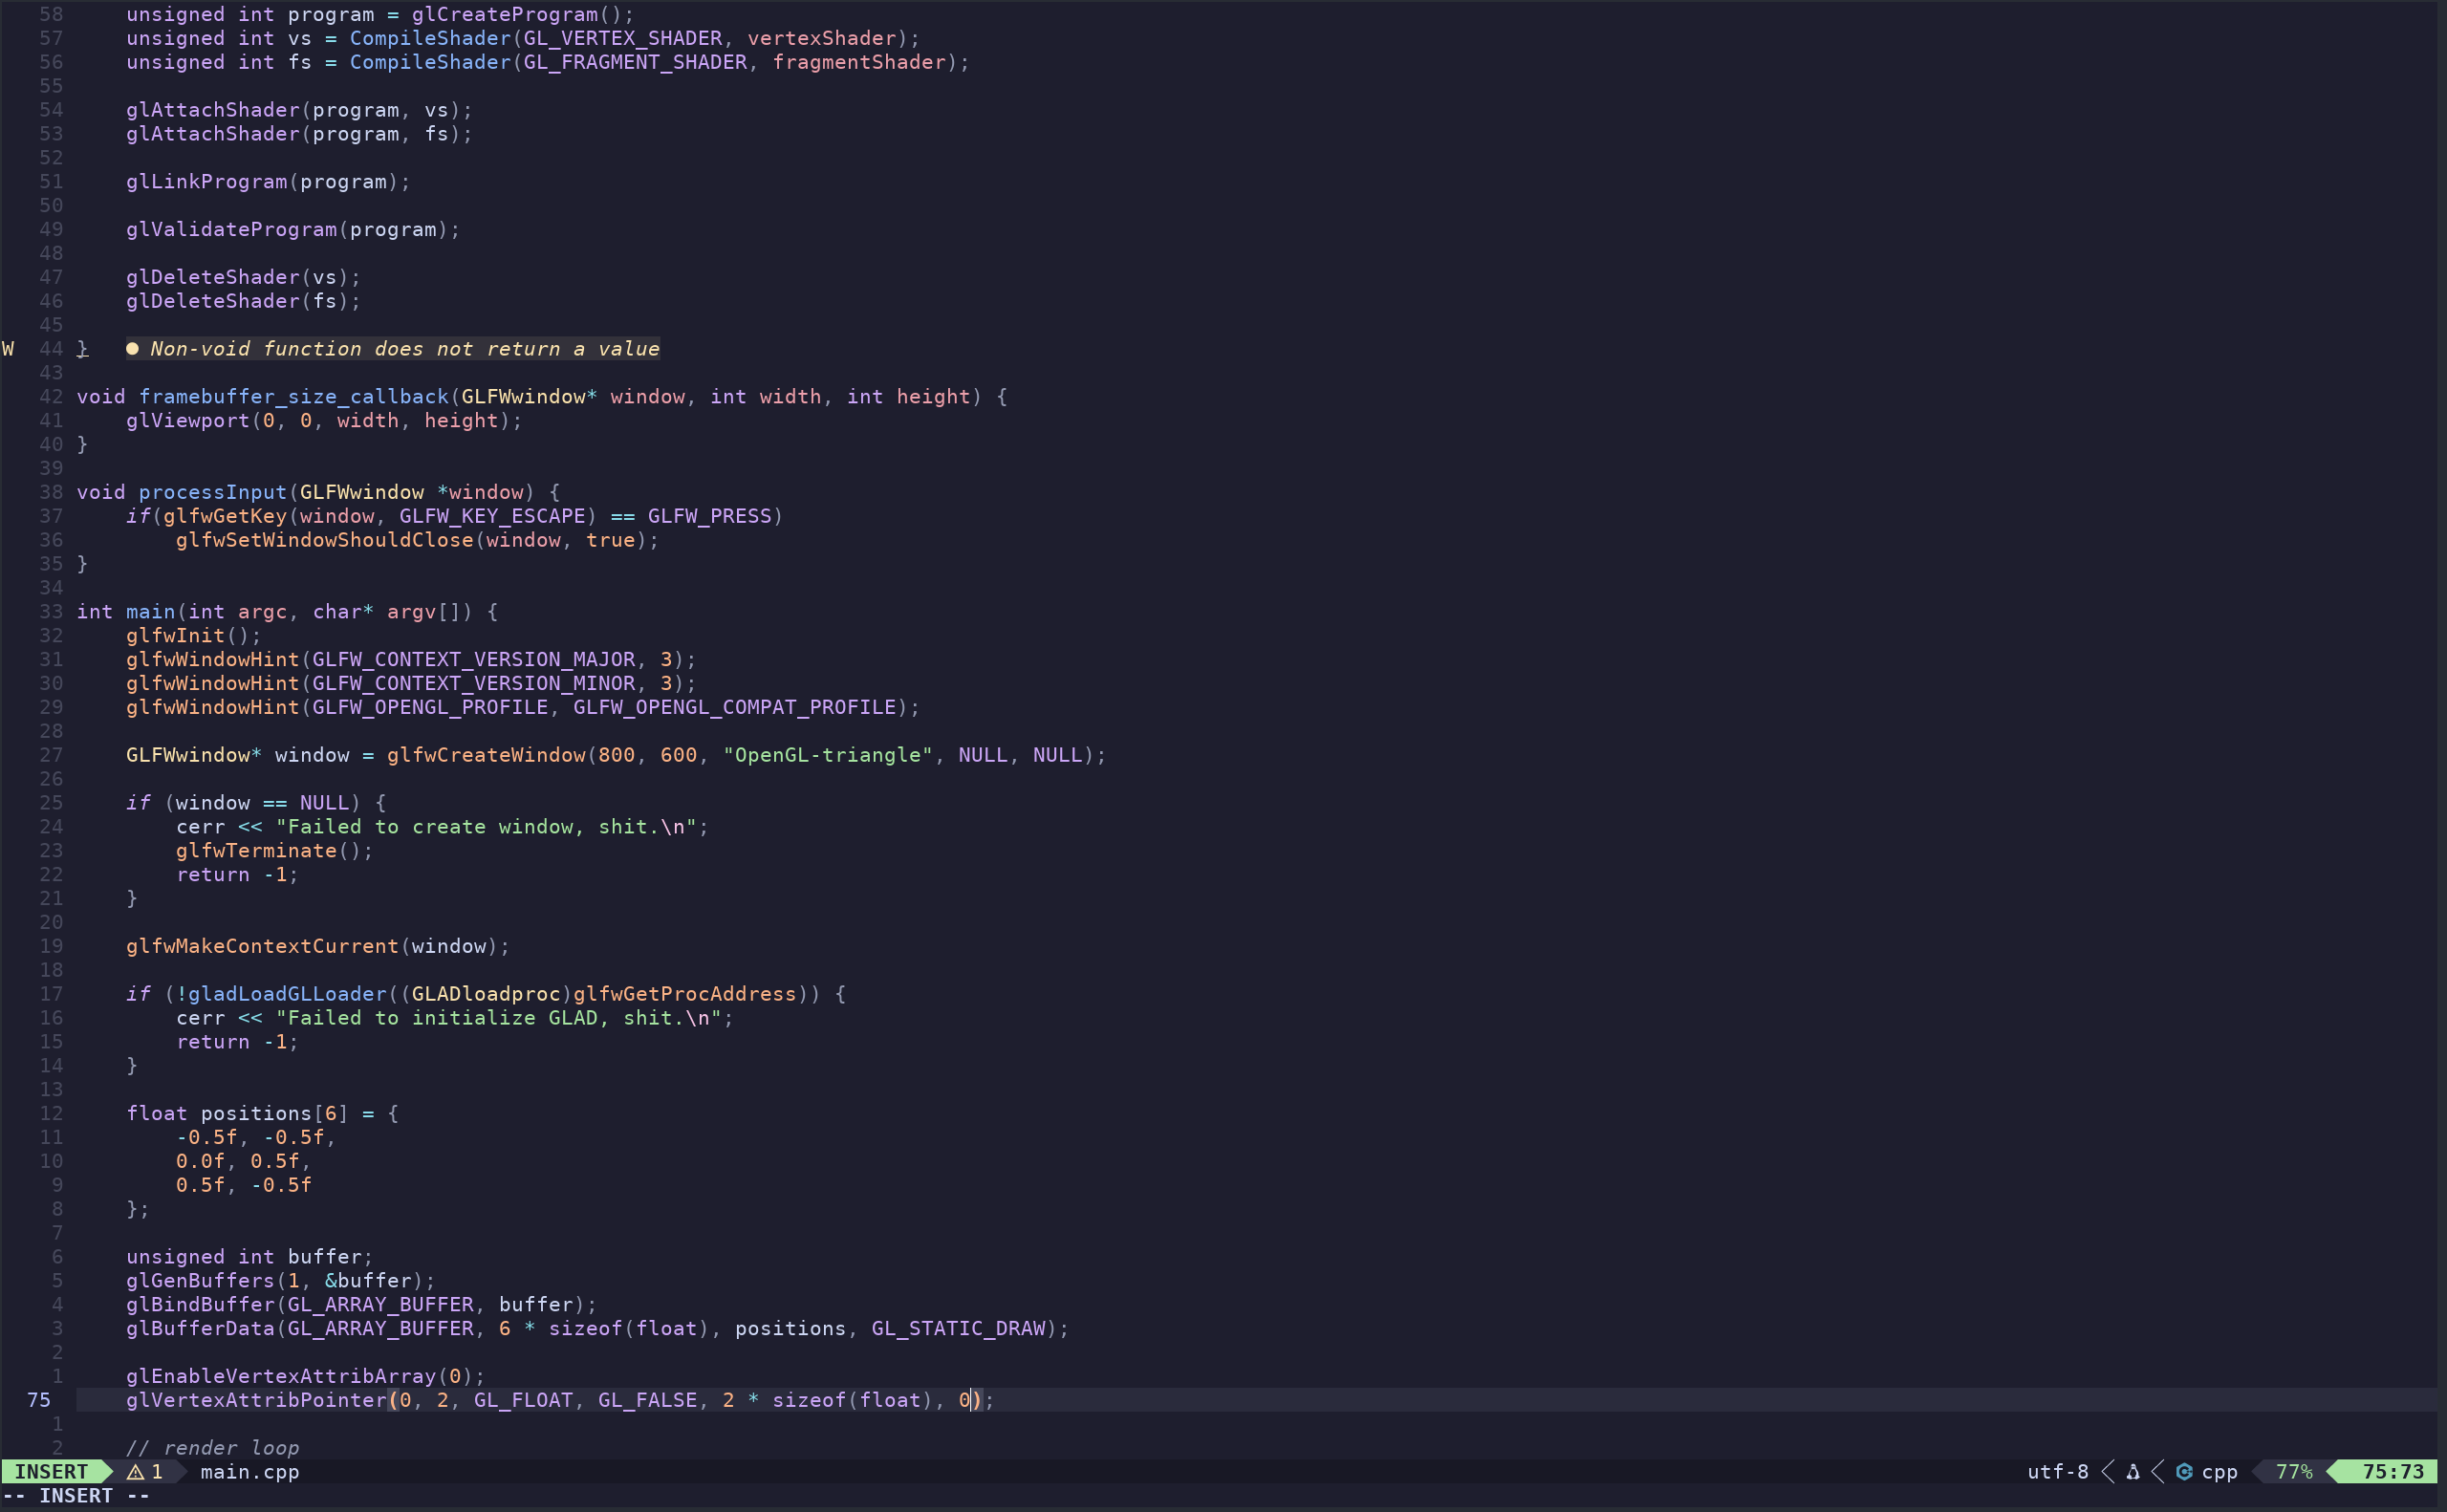 58 unsigned int program = glCreateProgram();
57 unsigned int vs = CompileShader(GL_VERTEX_SHADER, vertexShader);
56 unsigned int fs = CompileShader(GL_FRAGMENT_SHADER, fragmentShader);
55
54 glAttachShader(program, vs);
53 glAttachShader(program, fs);
52
51 glLinkProgram(program);
50
49 glValidateProgram(program);
48
47 glDeleteShader(vs);
46 glDeleteShader(fs);
45
W 44 } ● Non-void function does not return a value
43
42 void framebuffer_size_callback(GLFWwindow* window, int width, int height) {
41 glViewport(0, 0, width, height);
40 }
39
38 void processInput(GLFWwindow *window) {
37 if(glfwGetKey(window, GLFW_KEY_ESCAPE) == GLFW_PRESS)
36 glfwSetWindowShouldClose(window, true);
35 }
34
33 int main(int argc, char* argv[]) {
32 glfwInit();
31 glfwWindowHint(GLFW_CONTEXT_VERSION_MAJOR, 3);
30 glfwWindowHint(GLFW_CONTEXT_VERSION_MINOR, 3);
29 glfwWindowHint(GLFW_OPENGL_PROFILE, GLFW_OPENGL_COMPAT_PROFILE);
28
27 GLFWwindow* window = glfwCreateWindow(800, 600, "OpenGL-triangle", NULL, NULL);
26
25 if (window == NULL) {
24 cerr << "Failed to create window, shit.\n";
23 glfwTerminate();
22 return -1;
21 }
20
19 glfwMakeContextCurrent(window);
18
17 if (!gladLoadGLLoader((GLADloadproc)glfwGetProcAddress)) {
16 cerr << "Failed to initialize GLAD, shit.\n";
15 return -1;
14 }
13
12 float positions[6] = {
11 -0.5f, -0.5f,
10 0.0f, 0.5f,
9 0.5f, -0.5f
8 };
7
6 unsigned int buffer;
5 glGenBuffers(1, &buffer);
4 glBindBuffer(GL_ARRAY_BUFFER, buffer);
3 glBufferData(GL_ARRAY_BUFFER, 6 * sizeof(float), positions, GL_STATIC_DRAW);
2
1 glEnableVertexAttribArray(0);
75 glVertexAttribPointer(0, 2, GL_FLOAT, GL_FALSE, 2 * sizeof(float), 0);
1
2 // render loop
INSERT 1 main.cpp utf-8 cpp 77% 75:73
-- INSERT --